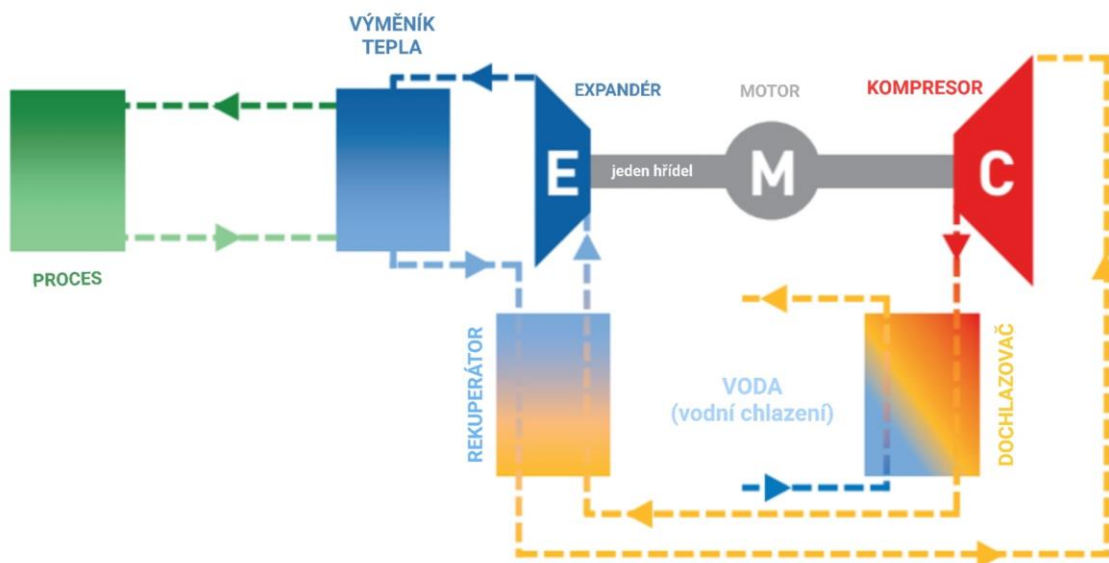 VÝMĚNÍK
TEPLA
EXPANDÉR
MOTOR
KOMPRESOR
E
jeden hřídel
M
C
PROCES
REKUPERÁTOR
VODA
(vodní chlazení)
DOCHLAZOVAČ